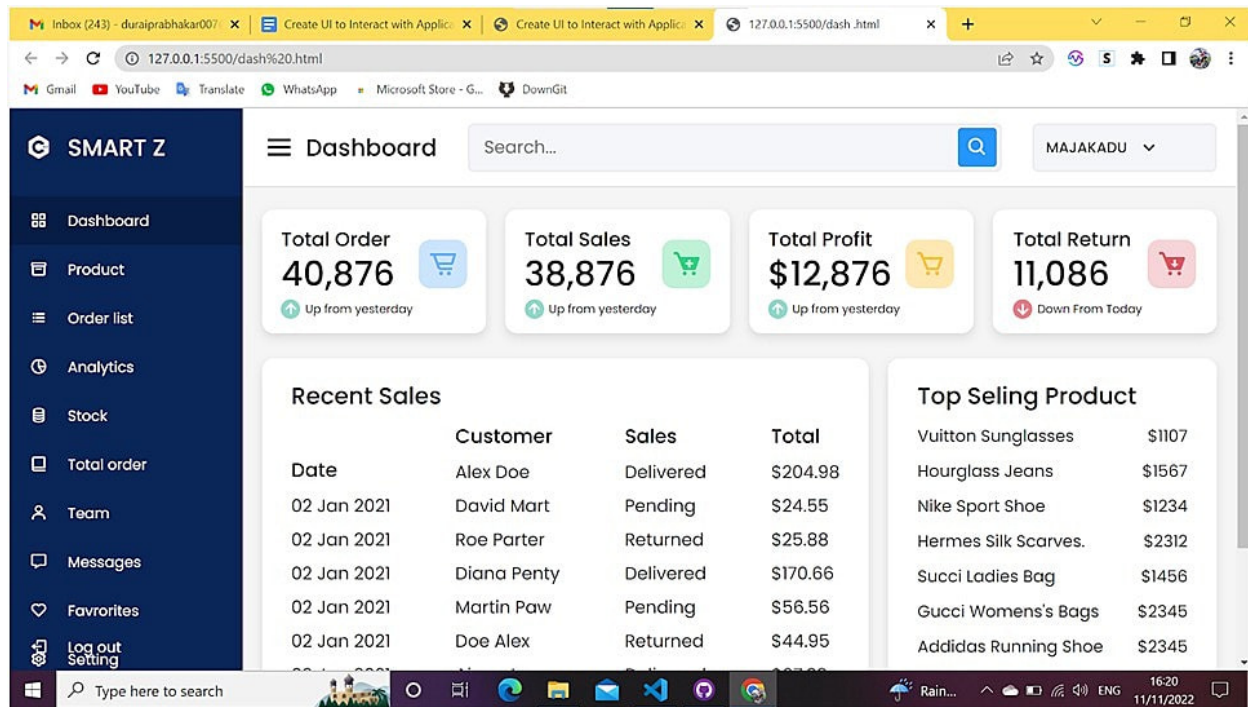 Inbox (243) - duraiprabhakar007
Create UI to Interact with Applica
Create UI to Interact with Applica
127.0.0.1:5500/dash .html
127.0.0.1:5500/dash%20.html
Gmail
YouTube
Translate
WhatsApp
Microsoft Store - G...
DownGit
SMART Z
Dashboard
Search...
MAJAKADU
Dashboard
Product
Order list
Analytics
Stock
Total order
Team
Messages
Favrorites
Log out
Setting
Total Order
40,876
Up from yesterday
Total Sales
38,876
Up from yesterday
Total Profit
$12,876
Up from yesterday
Total Return
11,086
Down From Today
Recent Sales
Customer Sales Total
Date Alex Doe Delivered $204.98
02 Jan 2021 David Mart Pending $24.55
02 Jan 2021 Roe Parter Returned $25.88
02 Jan 2021 Diana Penty Delivered $170.66
02 Jan 2021 Martin Paw Pending $56.56
02 Jan 2021 Doe Alex Returned $44.95
Top Seling Product
Vuitton Sunglasses $1107
Hourglass Jeans $1567
Nike Sport Shoe $1234
Hermes Silk Scarves. $2312
Succi Ladies Bag $1456
Gucci Womens's Bags $2345
Addidas Running Shoe $2345
Type here to search
Rain...
ENG
16:20
11/11/2022